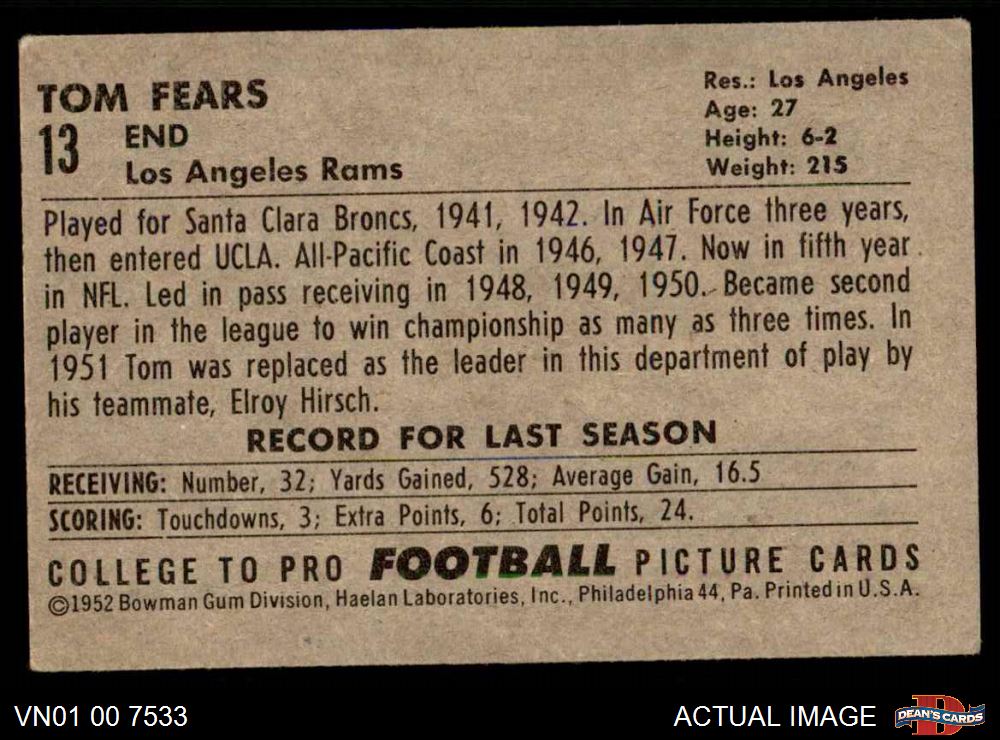 TOM FEARS
13 END
Los Angeles Rams
Res.: Los Angeles
Age: 27
Height: 6-2
Weight: 215
Played for Santa Clara Broncs, 1941, 1942. In Air Force three years,
then entered UCLA. All-Pacific Coast in 1946, 1947. Now in fifth year
in NFL. Led in pass receiving in 1948, 1949, 1950. Became second
player in the league to win championship as many as three times. In
1951 Tom was replaced as the leader in this department of play by
his teammate, Elroy Hirsch.
RECORD FOR LAST SEASON
RECEIVING: Number, 32; Yards Gained, 528; Average Gain, 16.5
SCORING: Touchdowns, 3; Extra Points, 6; Total Points, 24.
COLLEGE TO PRO FOOTBALL PICTURE CARDS
©1952 Bowman Gum Division, Haelan Laboratories, Inc., Philadelphia 44, Pa. Printed in U.S.A.
VN01 00 7533
ACTUAL IMAGE
D
DEAN'S CARDS